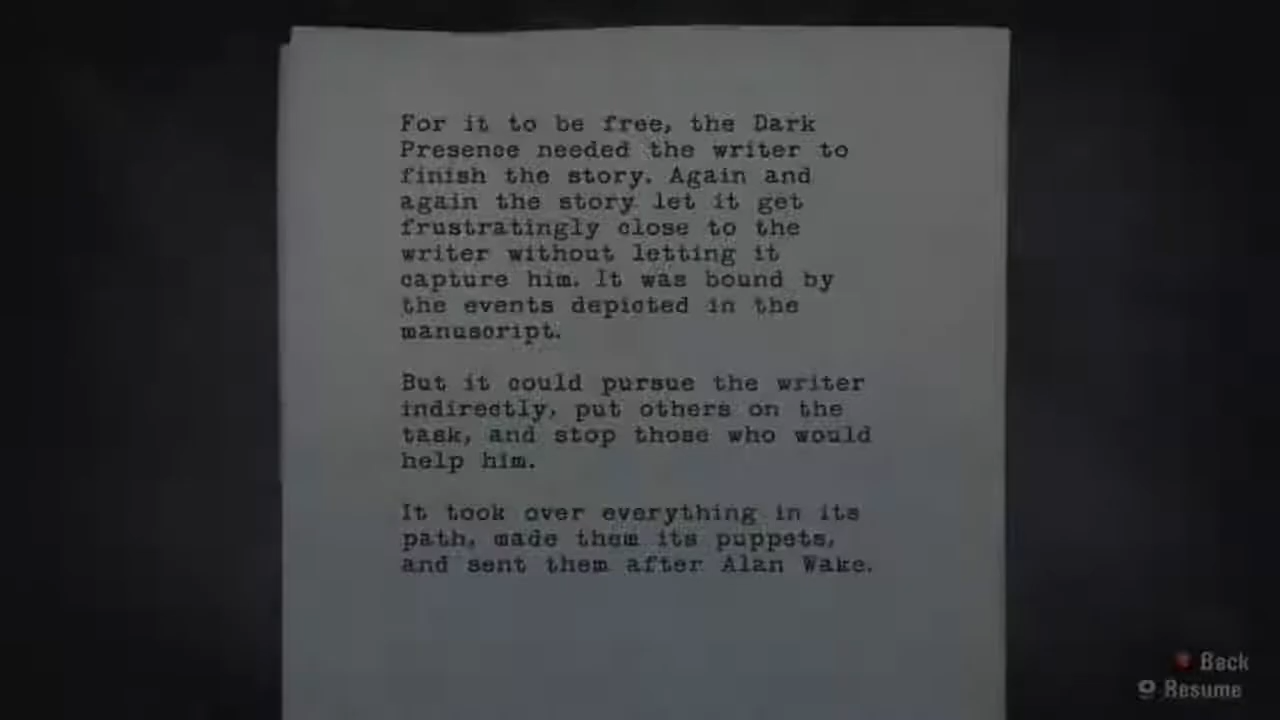 For it to be free, the Dark
Presence needed the writer to
finish the story. Again and
again the story let it get
frustratingly close to the
writer without letting it
capture him. It was bound by
the events depicted in the
manuscript.
But it could pursue the writer
indirectly, put others on the
task, and stop those who would
help him.
It took over everything in its
path, made them its puppets,
and sent them after Alan Wake.
Back
Resume